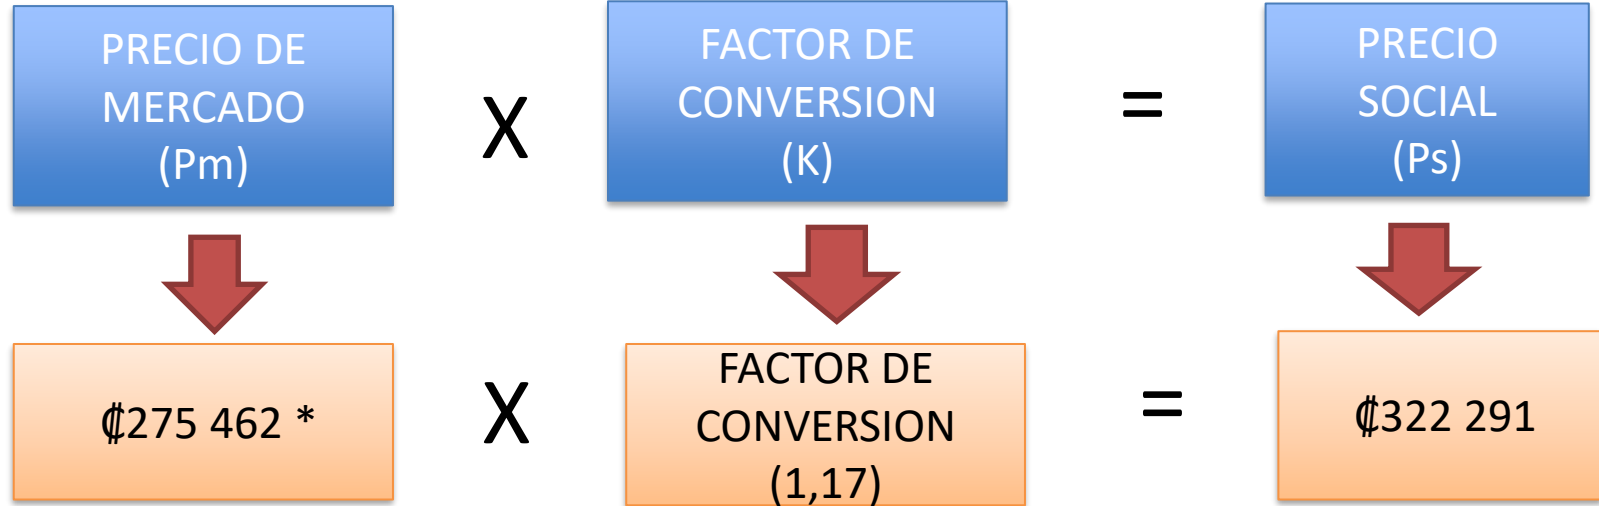 PRECIO DE
MERCADO
(Pm)
X
FACTOR DE
CONVERSION
(K)
=
PRECIO
SOCIAL
(Ps)
₡275 462 *
X
FACTOR DE
CONVERSION
(1,17)
=
₡322 291